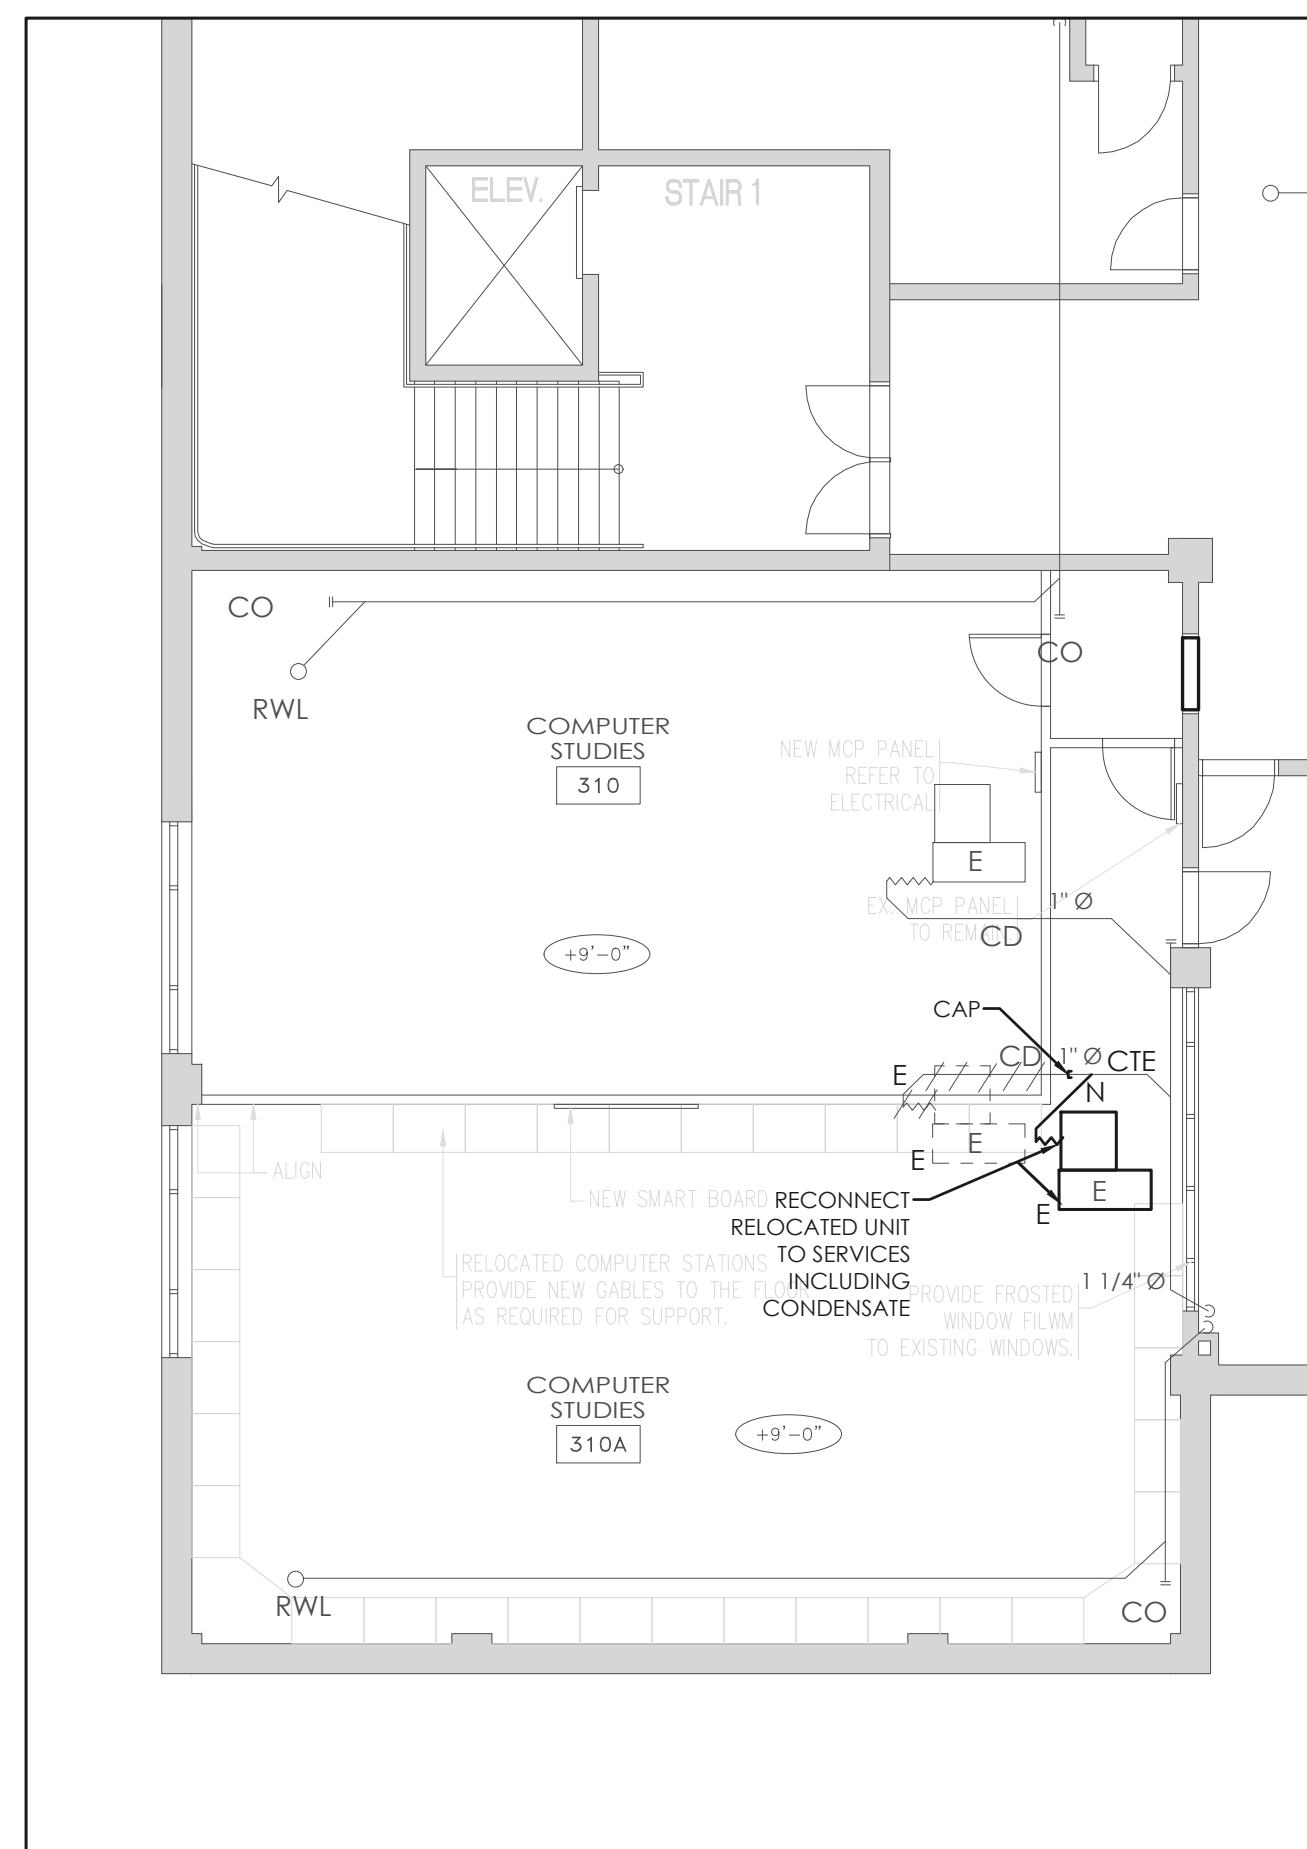 ELEV.
STAIR 1
CO
CO
RWL
COMPUTER
STUDIES
310
NEW MCP PANEL
REFER TO
ELECTRICAL
E
EX. MCP PANEL
TO REMAIN.
1" Ø
CD
+9'-0"
CAP
CD
1" Ø
CTE
E
N
E
E
ALIGN
NEW SMART BOARD
E
E
RECONNECT
RELOCATED UNIT
TO SERVICES
INCLUDING
CONDENSATE
RELOCATED COMPUTER STATIONS
PROVIDE NEW GABLES TO THE FLOOR
AS REQUIRED FOR SUPPORT.
1 1/4" Ø
PROVIDE FROSTED
WINDOW FILWM
TO EXISTING WINDOWS.
COMPUTER
STUDIES
310A
+9'-0"
RWL
CO